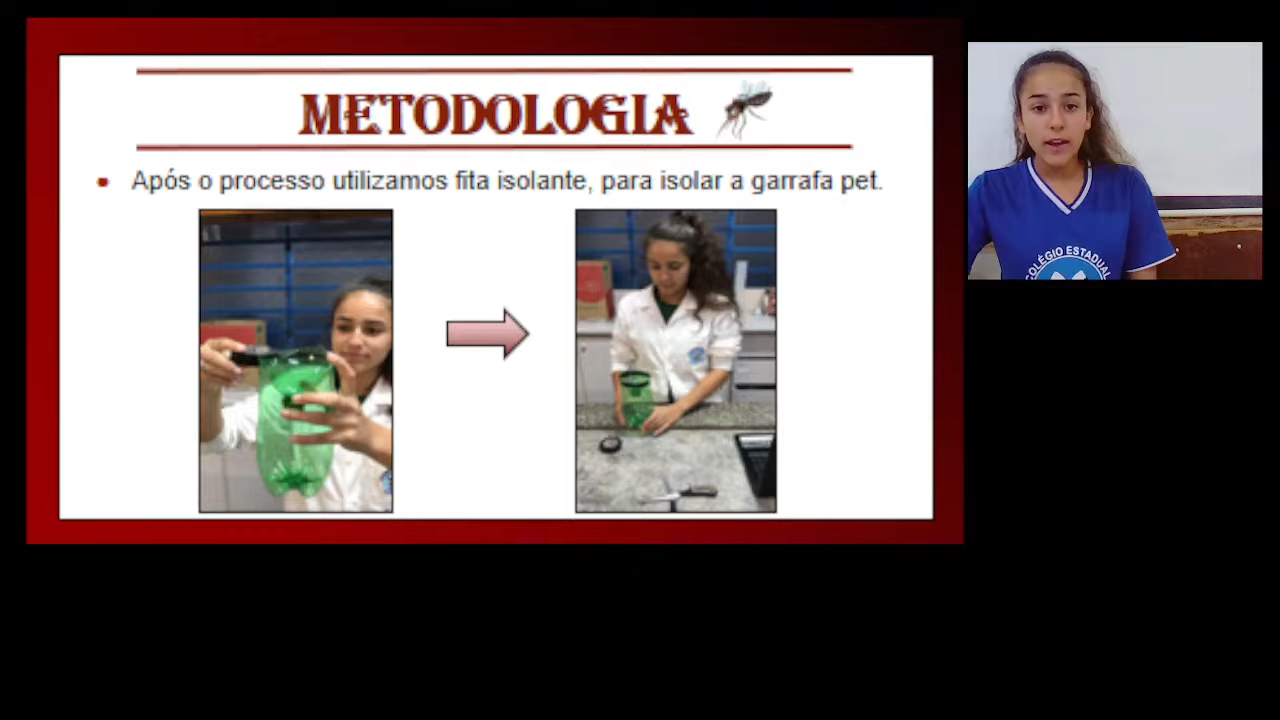 METODOLOGIA
Após o processo utilizamos fita isolante, para isolar a garrafa pet.
COLÉGIO ESTADUAL